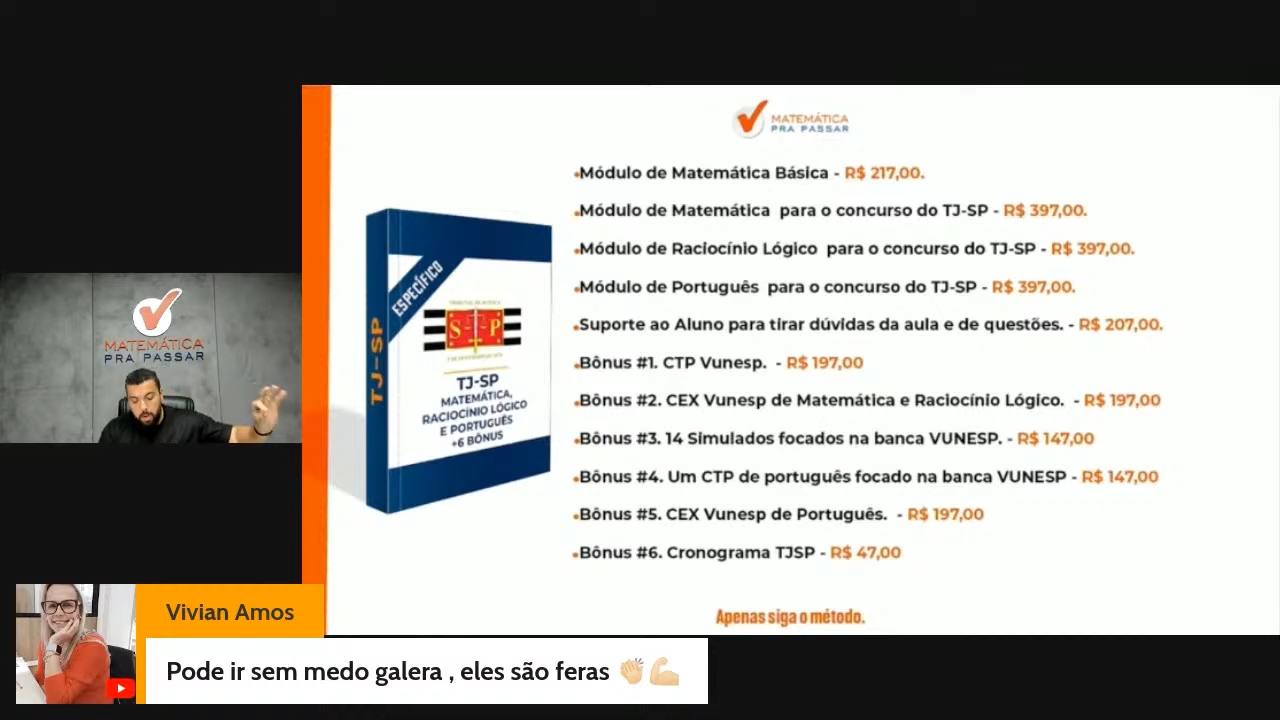 MATEMÁTICA
PRA PASSAR
•Módulo de Matemática Básica - R$ 217,00.
•Módulo de Matemática para o concurso do TJ-SP - R$ 397,00.
•Módulo de Raciocínio Lógico para o concurso do TJ-SP - R$ 397,00.
•Módulo de Português para o concurso do TJ-SP - R$ 397,00.
•Suporte ao Aluno para tirar dúvidas da aula e de questões. - R$ 207,00.
•Bônus #1. CTP Vunesp. - R$ 197,00
•Bônus #2. CEX Vunesp de Matemática e Raciocínio Lógico. - R$ 197,00
•Bônus #3. 14 Simulados focados na banca VUNESP. - R$ 147,00
•Bônus #4. Um CTP de português focado na banca VUNESP - R$ 147,00
•Bônus #5. CEX Vunesp de Português. - R$ 197,00
•Bônus #6. Cronograma TJSP - R$ 47,00
Apenas siga o método.
TJ-SP
ESPECÍFICO
TRIBUNAL DE JUSTIÇA
S P
TJ-SP
MATEMÁTICA,
RACIOCÍNIO LÓGICO
E PORTUGUÊS
+6 BÔNUS
MATEMÁTICA
PRA PASSAR
Vivian Amos
Pode ir sem medo galera , eles são feras 👏🏻💪🏻